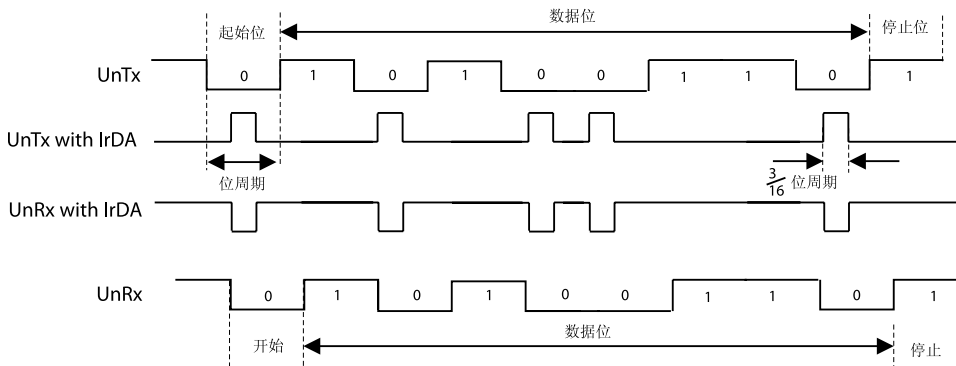 起始位
数据位
停止位
UnTx
0 1 0 1 0 0 1 1 0 1
UnTx with IrDA
位周期
3/16 位周期
UnRx with IrDA
UnRx
0 1 0 1 0 0 1 1 0 1
开始
数据位
停止